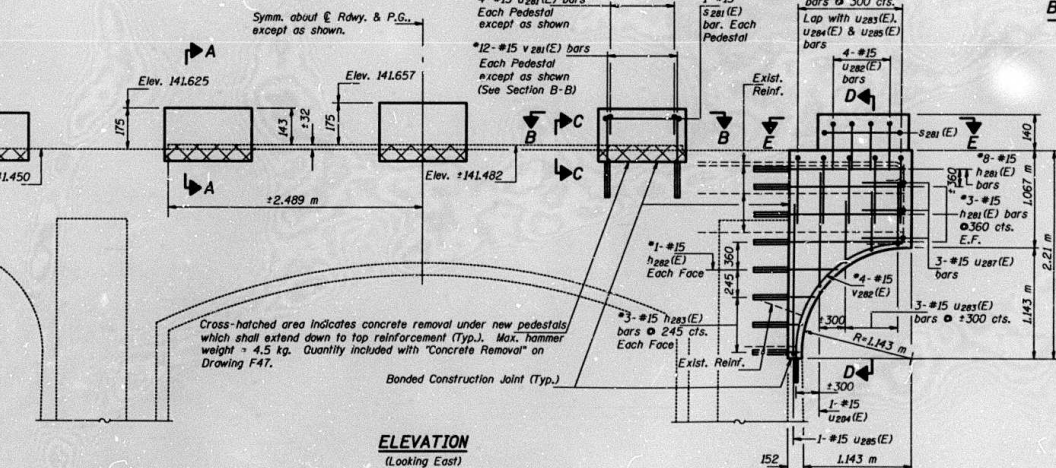 Symm. about ℄ Rdwy. & P.G.,
except as shown.
A
Elev. 141.625
Elev. 141.657
175
143
±32
175
A
±2.489 m
Elev. ±141.482
Each Pedestal
except as shown
*12-#15 v281(E) bars
Each Pedestal
except as shown
(See Section B-B)
s281(E)
bar. Each
Pedestal
B
C
B
C
bars @ 300 cts.
Lap with u283(E),
u284(E) & u285(E)
bars
4-#15
u282(E)
bars
Exist.
Reinf.
D
E
E
s281(E)
140
*8-#15
h281(E)
bars
360
1.067 m
*3-#15
h281(E) bars
@360 cts.
E.F.
2.21 m
3-#15 u287(E)
bars
*1-#15
h282(E)
Each Face
360
245
*4-#15
v282(E)
3-#15 u283(E)
bars @ ±300 cts.
1.143 m
*3-#15 h283(E)
bars @ 245 cts.
Each Face
±300
R=1.143 m
Exist. Reinf.
D
±300
1-#15
u284(E)
1-#15 u285(E)
152
1.143 m
Cross-hatched area indicates concrete removal under new pedestals
which shall extend down to top reinforcement (Typ.). Max. hammer
weight = 4.5 kg. Quantity included with "Concrete Removal" on
Drawing F47.
Bonded Construction Joint (Typ.)
ELEVATION
(Looking East)